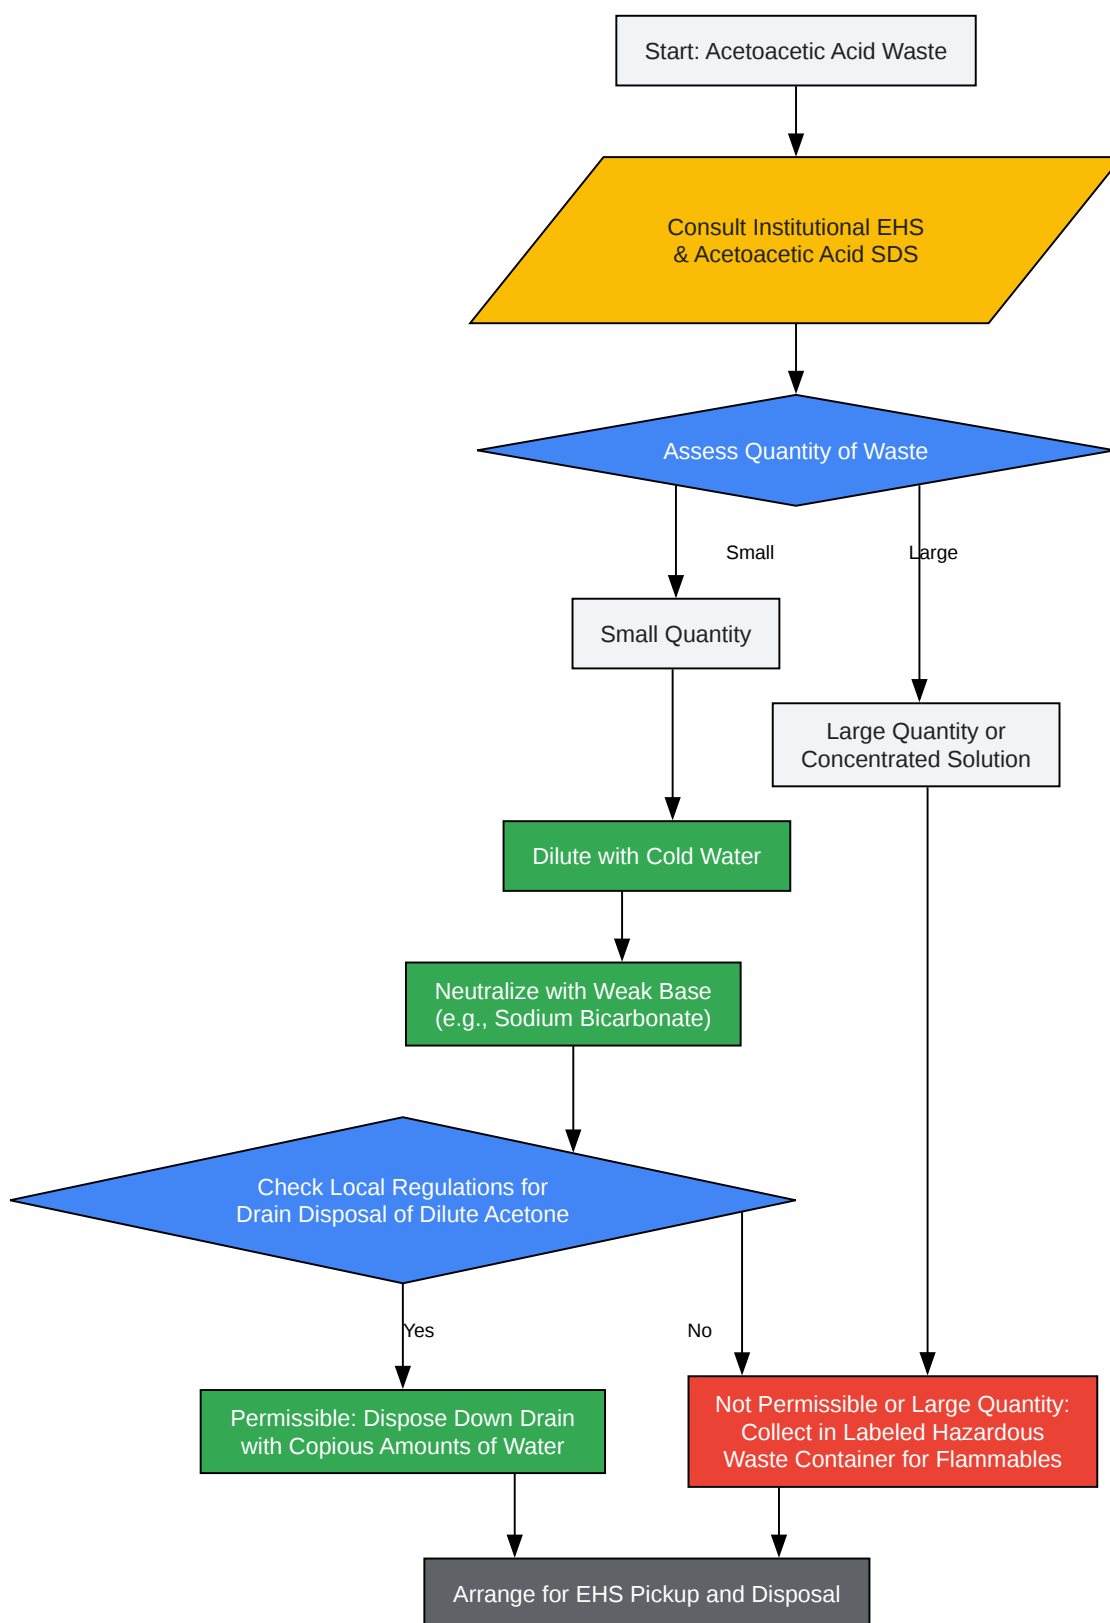 Start: Acetoacetic Acid Waste
Consult Institutional EHS
& Acetoacetic Acid SDS
Assess Quantity of Waste
Small
Large
Small Quantity
Large Quantity or
Concentrated Solution
Dilute with Cold Water
Neutralize with Weak Base
(e.g., Sodium Bicarbonate)
Check Local Regulations for
Drain Disposal of Dilute Acetone
Yes
No
Permissible: Dispose Down Drain
with Copious Amounts of Water
Not Permissible or Large Quantity:
Collect in Labeled Hazardous
Waste Container for Flammables
Arrange for EHS Pickup and Disposal